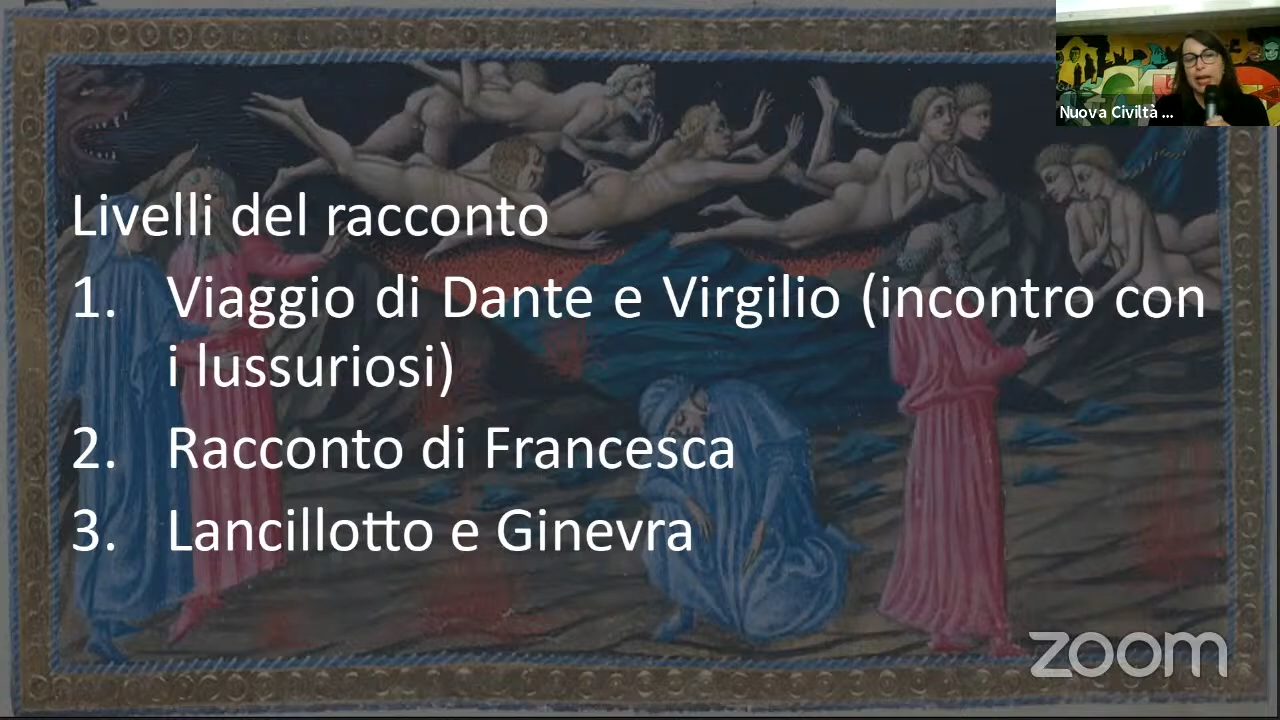 Nuova Civiltà ...
Livelli del racconto
1. Viaggio di Dante e Virgilio (incontro con
i lussuriosi)
2. Racconto di Francesca
3. Lancillotto e Ginevra
zoom